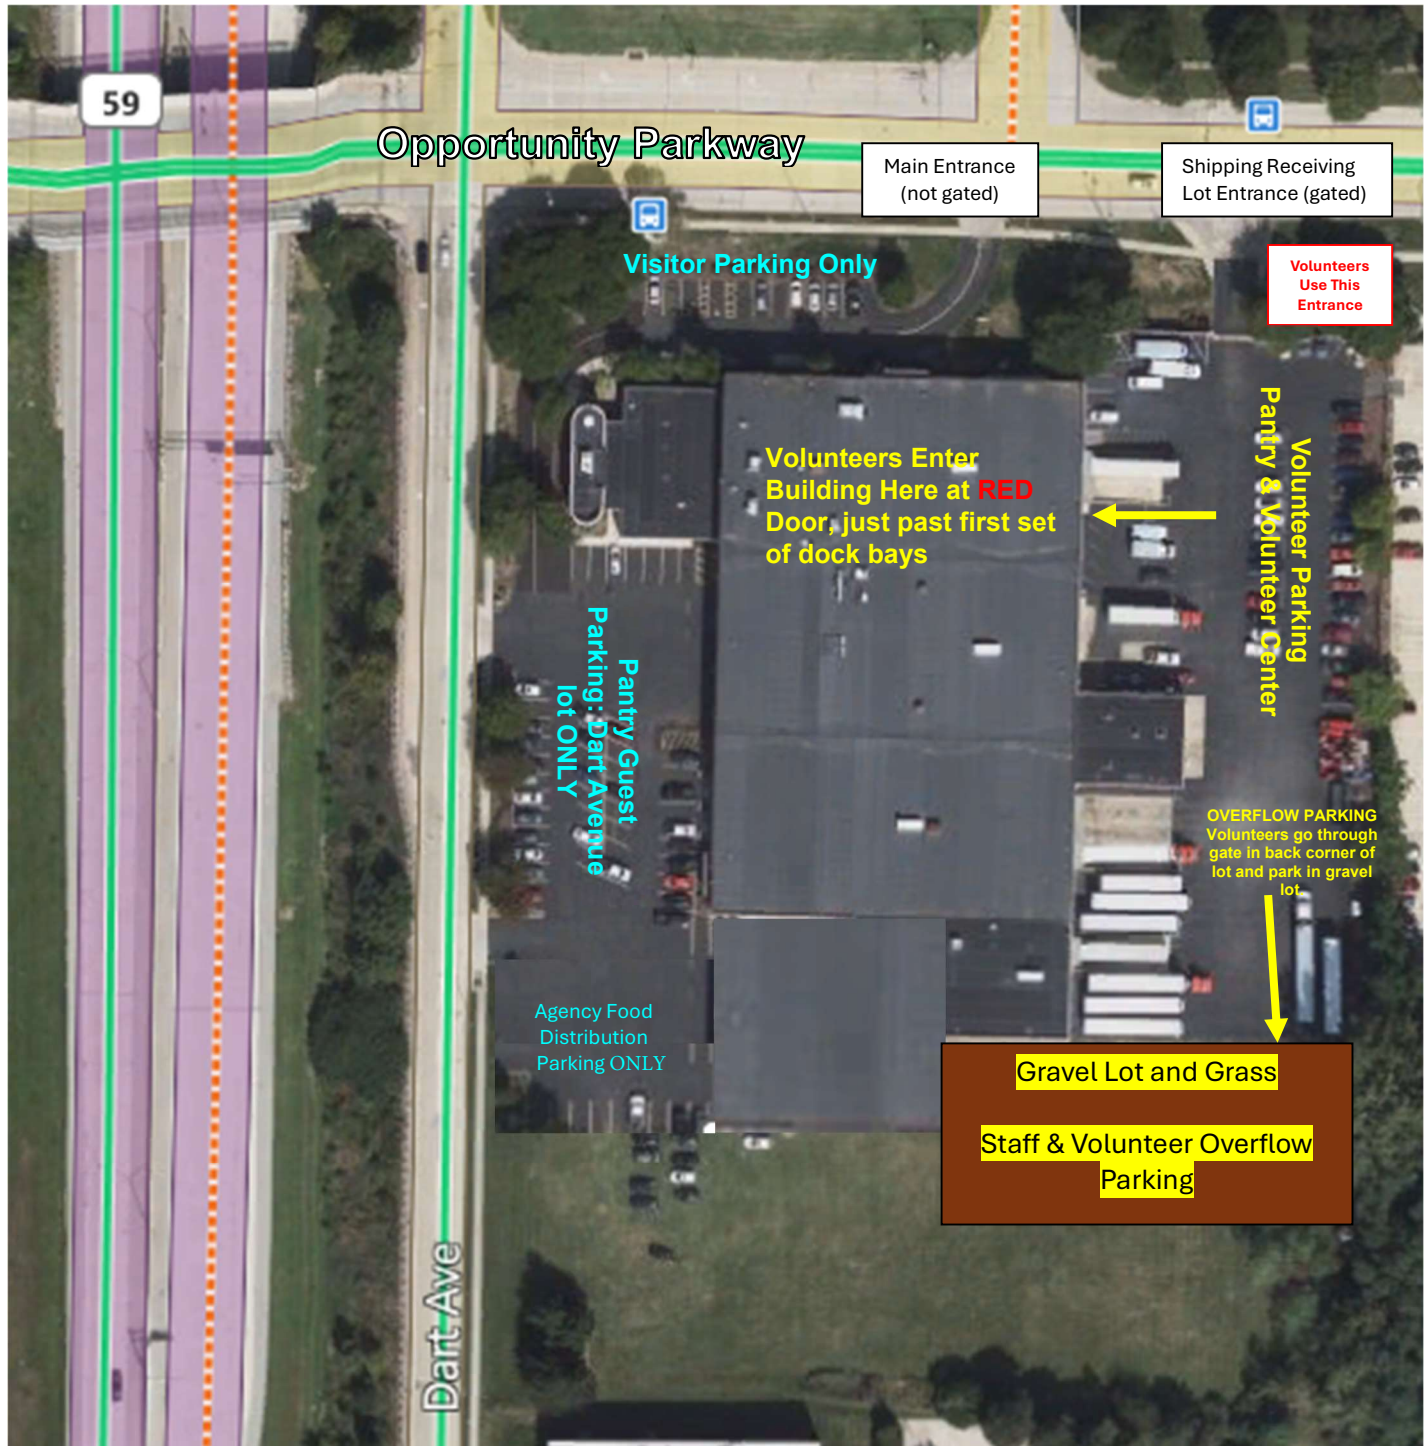 59
Opportunity Parkway
Main Entrance
(not gated)
Shipping Receiving
Lot Entrance (gated)
Visitor Parking Only
Volunteers
Use This
Entrance
Volunteers Enter
Building Here at RED
Door, just past first set
of dock bays
Volunteer Parking
Pantry & Volunteer Center
Pantry Guest
Parking: Dart Avenue
lot ONLY
OVERFLOW PARKING
Volunteers go through
gate in back corner of
lot and park in gravel
lot
Agency Food
Distribution
Parking ONLY
Gravel Lot and Grass
Staff & Volunteer Overflow
Parking
Dart Ave